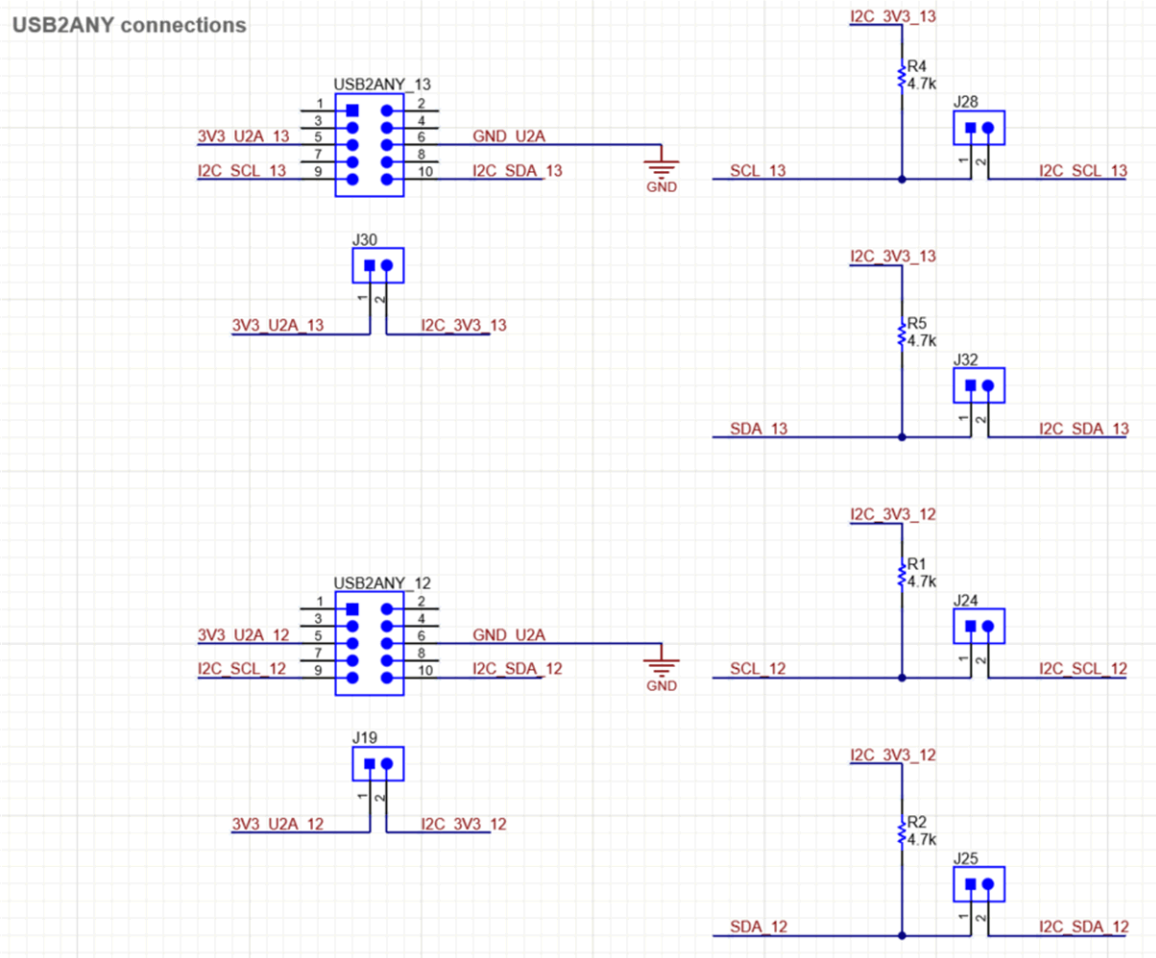 USB2ANY connections
I2C_3V3_13
R4
4.7k
J28
1
2
SCL_13
I2C_SCL_13
USB2ANY_13
1
2
3
4
3V3_U2A_13
5
6
GND_U2A
7
8
I2C_SCL_13
9
10
I2C_SDA_13
GND
J30
1
2
3V3_U2A_13
I2C_3V3_13
I2C_3V3_13
R5
4.7k
J32
1
2
SDA_13
I2C_SDA_13
I2C_3V3_12
R1
4.7k
J24
1
2
SCL_12
I2C_SCL_12
USB2ANY_12
1
2
3
4
3V3_U2A_12
5
6
GND_U2A
7
8
I2C_SCL_12
9
10
I2C_SDA_12
GND
J19
1
2
3V3_U2A_12
I2C_3V3_12
I2C_3V3_12
R2
4.7k
J25
1
2
SDA_12
I2C_SDA_12